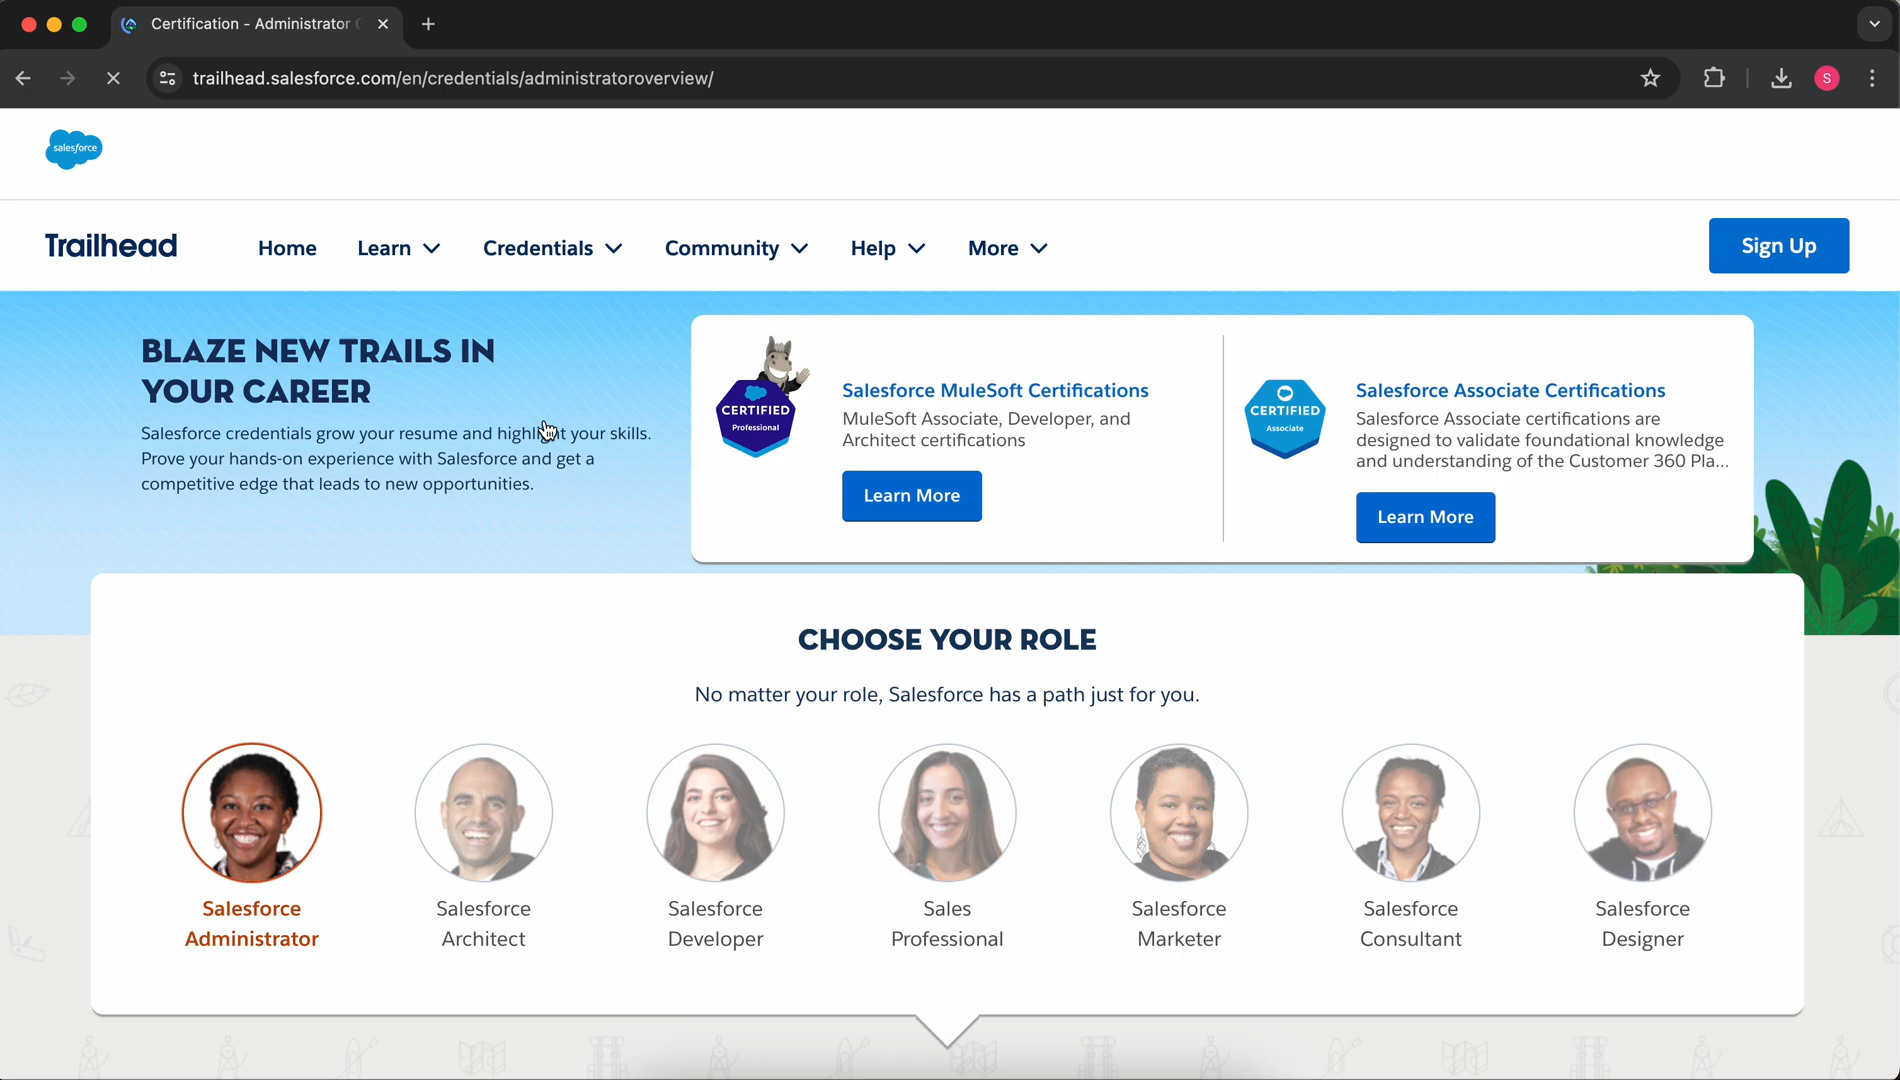 Certification - Administrator
trailhead.salesforce.com/en/credentials/administratoroverview/
S
salesforce
Trailhead
Home
Learn
Credentials
Community
Help
More
Sign Up
BLAZE NEW TRAILS IN
YOUR CAREER
Salesforce credentials grow your resume and highlight your skills.
Prove your hands-on experience with Salesforce and get a
competitive edge that leads to new opportunities.
CERTIFIED
Professional
Salesforce MuleSoft Certifications
MuleSoft Associate, Developer, and
Architect certifications
Learn More
CERTIFIED
Associate
Salesforce Associate Certifications
Salesforce Associate certifications are
designed to validate foundational knowledge
and understanding of the Customer 360 Pla...
Learn More
CHOOSE YOUR ROLE
No matter your role, Salesforce has a path just for you.
Salesforce
Administrator
Salesforce
Architect
Salesforce
Developer
Sales
Professional
Salesforce
Marketer
Salesforce
Consultant
Salesforce
Designer